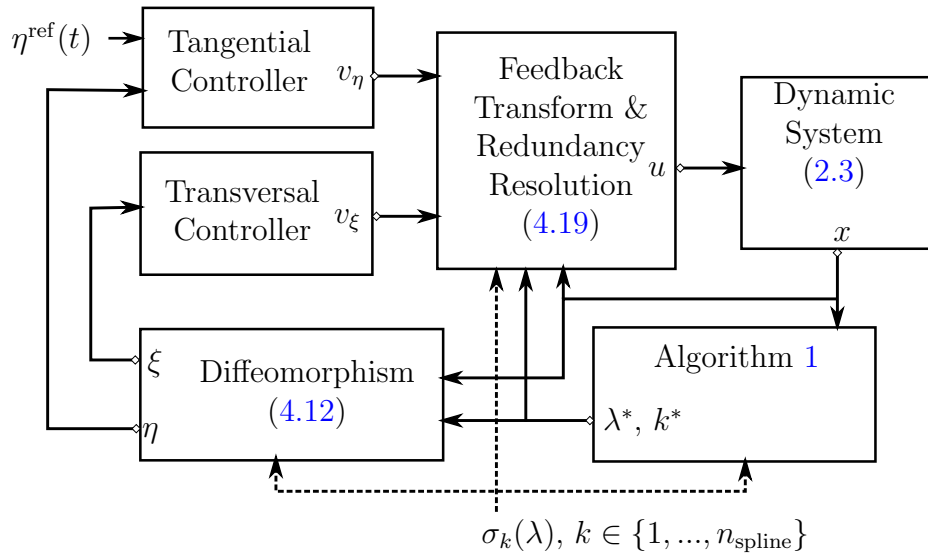 η^ref(t)
Tangential
Controller
v_η
Feedback
Transform &
Redundancy
Resolution
(4.19)
u
Dynamic
System
(2.3)
x
Transversal
Controller
v_ξ
ξ
Diffeomorphism
(4.12)
η
Algorithm 1
λ*, k*
σ_k(λ), k ∈ {1, ..., n_spline}